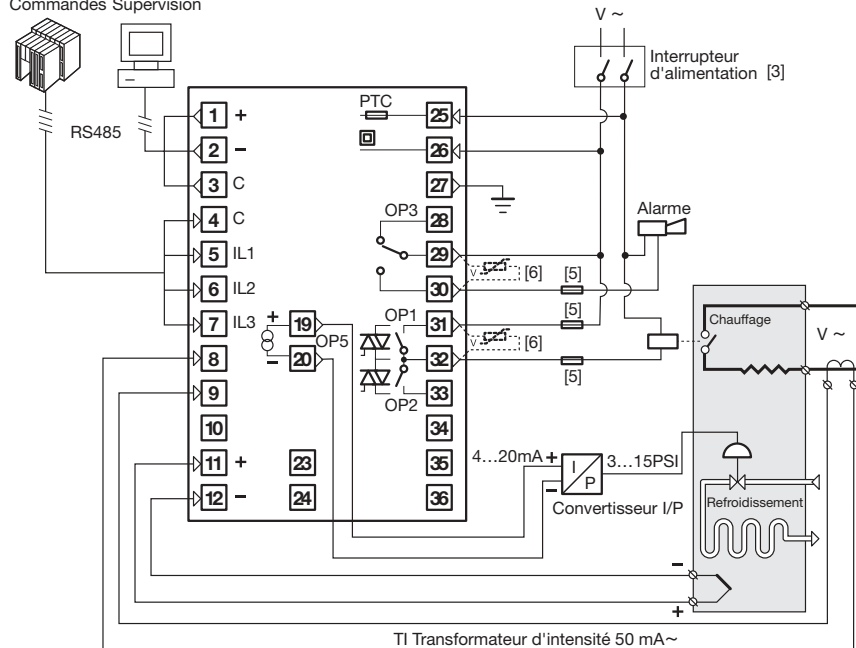 Commandes Supervision
V ~
Interrupteur
d'alimentation [3]
RS485
PTC
1 +
2 −
3 C
4 C
5 IL1
6 IL2
7 IL3
8
9
10
11 +
12 −
+ 19
OP5
− 20
23
24
25
26
27
OP3
28
29
30
OP1
31
32
33
OP2
34
35
36
Alarme
V
[6]
[5]
[5]
V
[6]
[5]
Chauffage
V ~
4...20mA +
−
I
P
3...15PSI
Convertisseur I/P
Refroidissement
−
+
TI Transformateur d'intensité 50 mA~